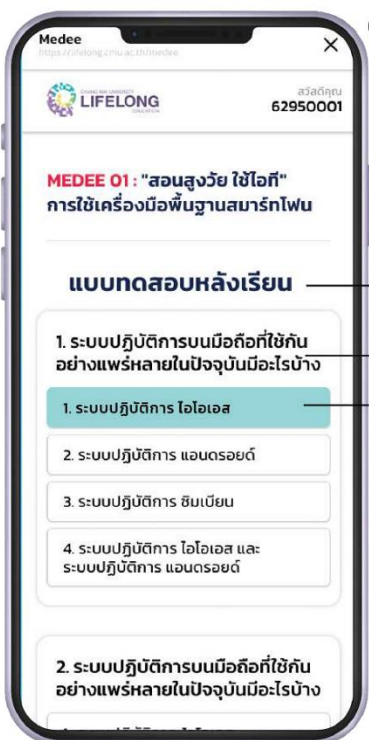 Medee
https://lifelong.cmu.ac.th/medee
CHIANG MAI UNIVERSITY
LIFELONG
EDUCATION
สวัสดีคุณ
62950001
MEDEE 01 : "สอนสูงวัย ใช้ไอที"
การใช้เครื่องมือพื้นฐานสมาร์ทโฟน
แบบทดสอบหลังเรียน
1. ระบบปฏิบัติการบนมือถือที่ใช้กัน
อย่างแพร่หลายในปัจจุบันมีอะไรบ้าง
1. ระบบปฏิบัติการ ไอโอเอส
2. ระบบปฏิบัติการ แอนดรอยด์
3. ระบบปฏิบัติการ ซิมเบียน
4. ระบบปฏิบัติการ ไอโอเอส และ
ระบบปฏิบัติการ แอนดรอยด์
2. ระบบปฏิบัติการบนมือถือที่ใช้กัน
อย่างแพร่หลายในปัจจุบันมีอะไรบ้าง